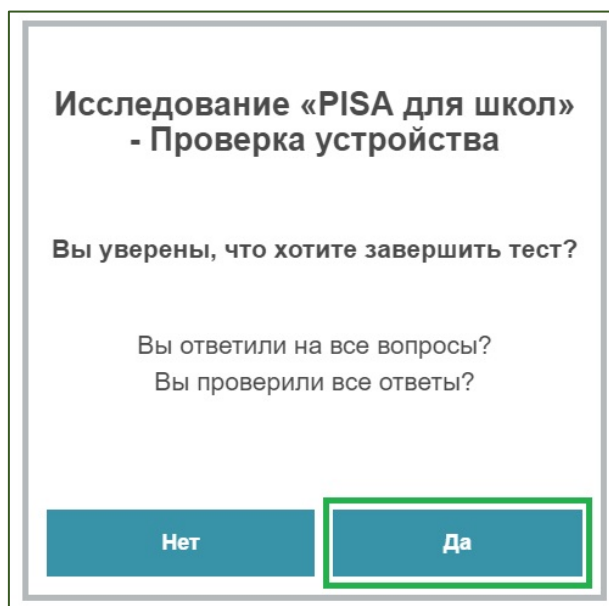 Исследование «PISA для школ»
- Проверка устройства
Вы уверены, что хотите завершить тест?
Вы ответили на все вопросы?
Вы проверили все ответы?
Нет
Да